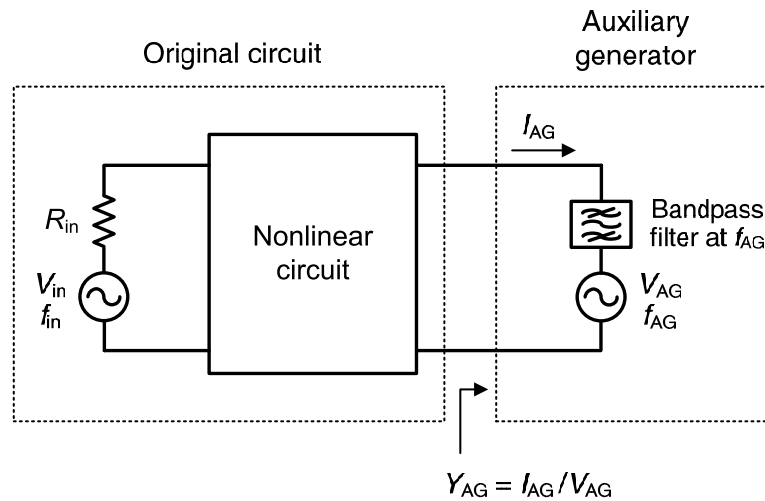 Original circuit
Auxiliary
generator
I_AG
R_in
V_in
f_in
Nonlinear
circuit
Bandpass
filter at f_AG
V_AG
f_AG
Y_AG = I_AG / V_AG